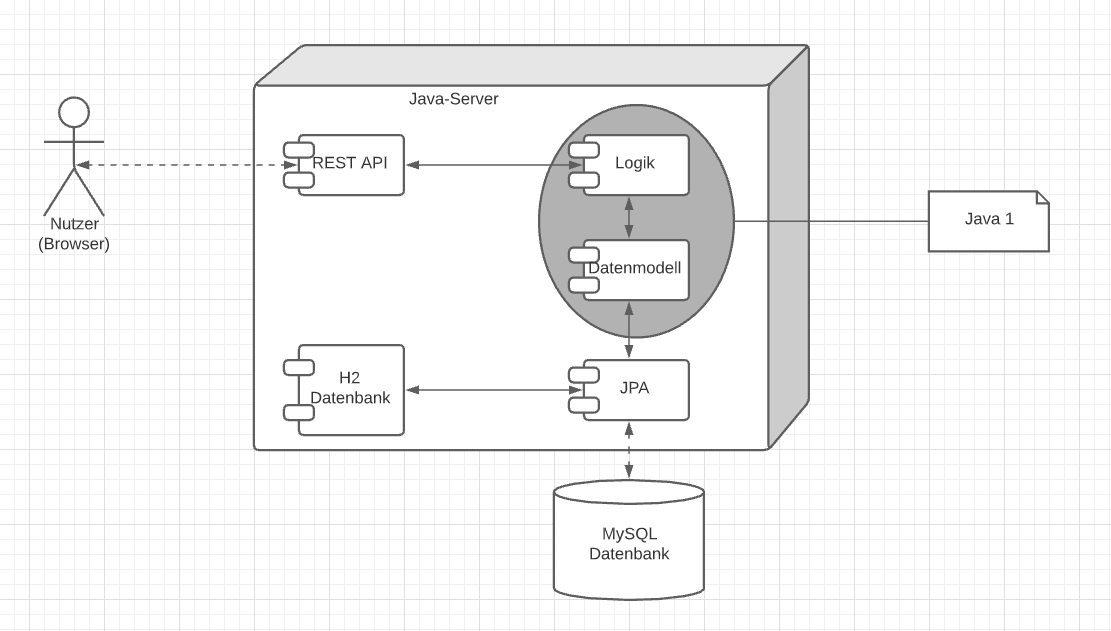 Java-Server
REST API
Logik
Nutzer
(Browser)
Java 1
Datenmodell
H2
Datenbank
JPA
MySQL
Datenbank